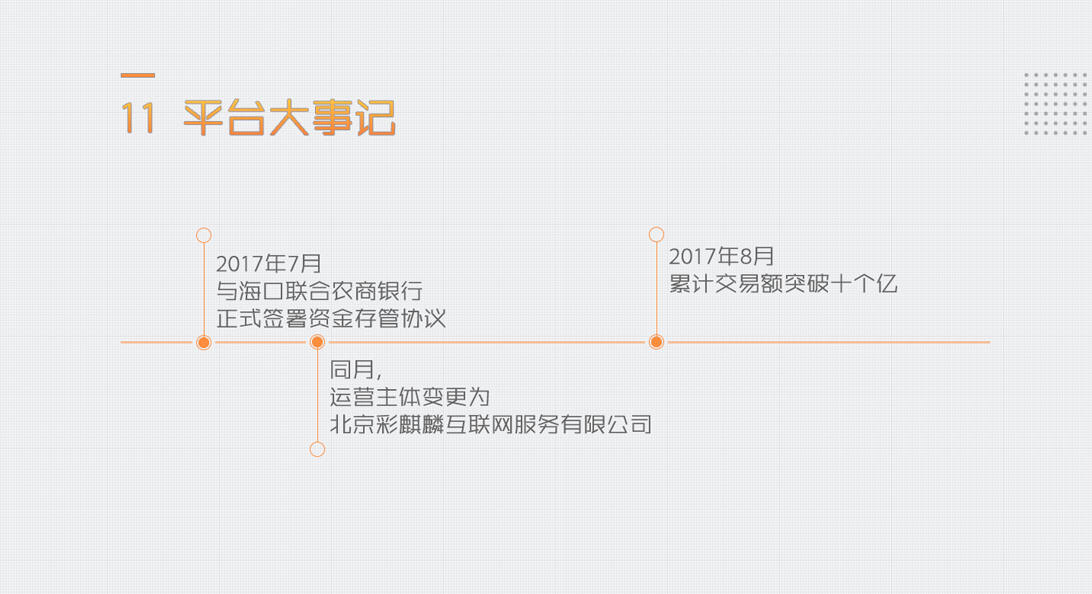 11 平台大事记
2017年7月
与海口联合农商银行
正式签署资金存管协议
同月，
运营主体变更为
北京彩麒麟互联网服务有限公司
2017年8月
累计交易额突破十个亿